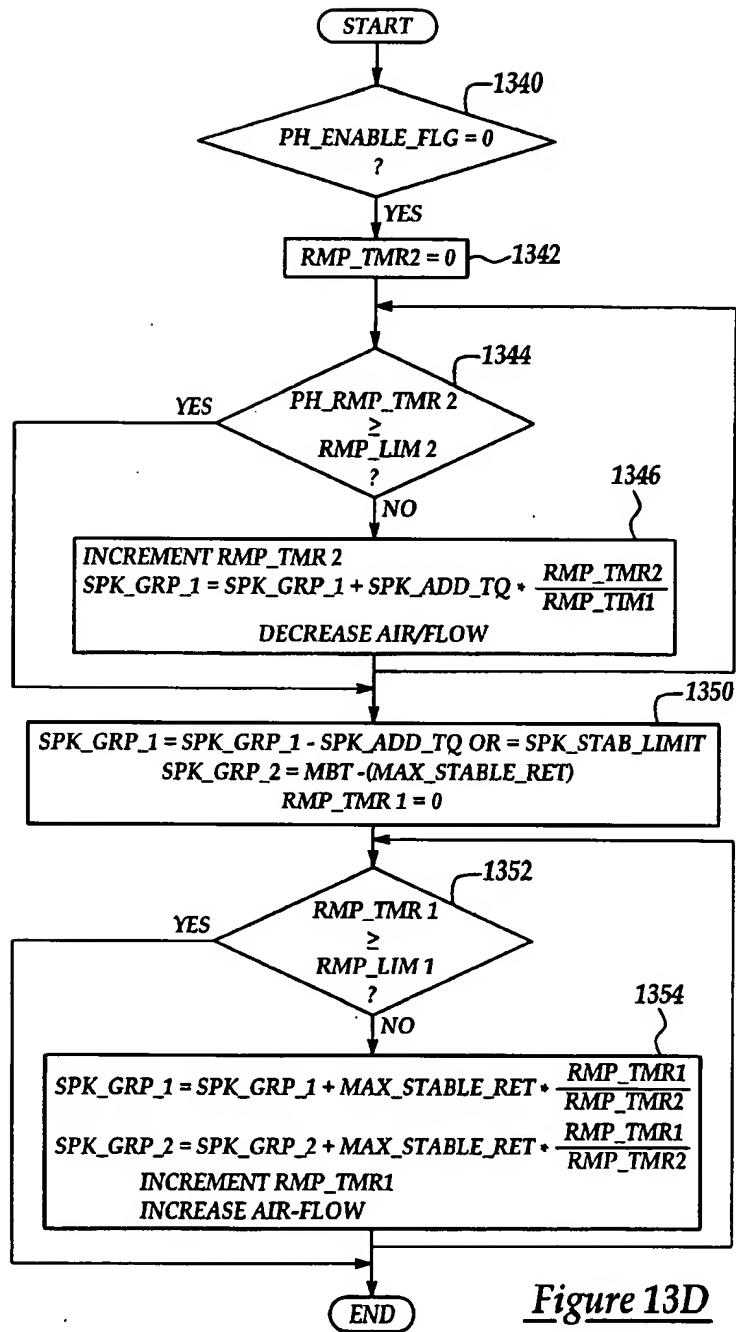 START
1340
PH_ENABLE_FLG = 0
?
YES
RMP_TMR2 = 0
1342
1344
PH_RMP_TMR 2
≥
RMP_LIM 2
?
YES
NO
1346
INCREMENT RMP_TMR 2
SPK_GRP_1 = SPK_GRP_1 + SPK_ADD_TQ * RMP_TMR2 / RMP_TIM1
DECREASE AIR/FLOW
1350
SPK_GRP_1 = SPK_GRP_1 - SPK_ADD_TQ OR = SPK_STAB_LIMIT
SPK_GRP_2 = MBT -(MAX_STABLE_RET)
RMP_TMR 1 = 0
1352
YES
RMP_TMR 1
≥
RMP_LIM 1
?
NO
1354
SPK_GRP_1 = SPK_GRP_1 + MAX_STABLE_RET * RMP_TMR1 / RMP_TMR2
SPK_GRP_2 = SPK_GRP_2 + MAX_STABLE_RET * RMP_TMR1 / RMP_TMR2
INCREMENT RMP_TMR1
INCREASE AIR-FLOW
END
Figure 13D